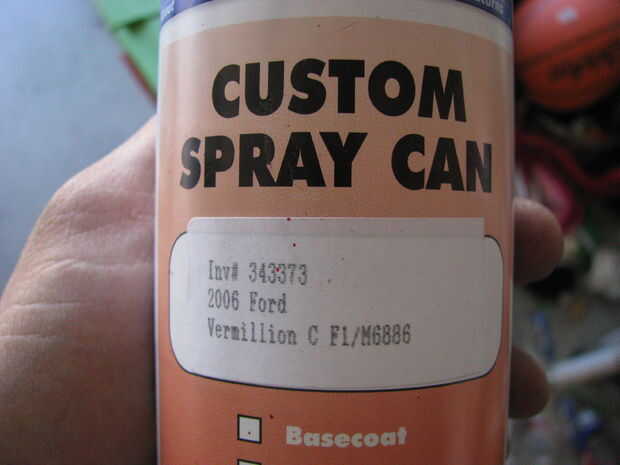 CUSTOM
SPRAY CAN
Inv# 343373
2006 Ford
Vermillion C F1/M6886
Basecoat